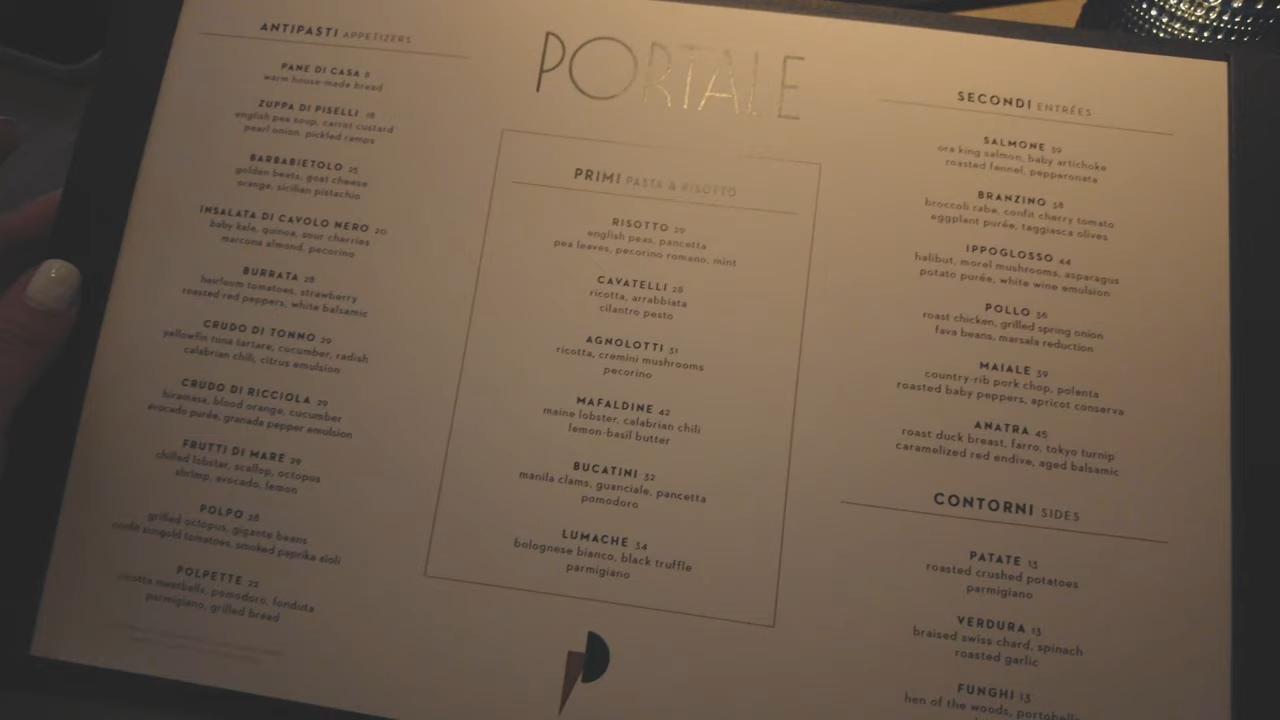 ANTIPASTI APPETIZERS
PANE DI CASA 8
warm house-made bread
ZUPPA DI PISELLI 18
english pea soup, carrot custard
pearl onion, pickled ramps
BARBABIETOLO 25
golden beets, goat cheese
orange, sicilian pistachio
INSALATA DI CAVOLO NERO 20
baby kale, quinoa, sour cherries
marcona almond, pecorino
BURRATA 28
heirloom tomatoes, strawberry
roasted red peppers, white balsamic
CRUDO DI TONNO 29
yellowfin tuna tartare, cucumber, radish
calabrian chili, citrus emulsion
CRUDO DI RICCIOLA 29
hiramasa, blood orange, cucumber
avocado purée, granada pepper emulsion
FRUTTI DI MARE 29
chilled lobster, scallop, octopus
shrimp, avocado, lemon
POLPO 28
grilled octopus, gigante beans
confit sungold tomatoes, smoked paprika aioli
POLPETTE 22
ricotta meatballs, pomodoro, fonduta
parmigiano, grilled bread
PORTALE
PRIMI PASTA & RISOTTO
RISOTTO 29
english peas, pancetta
pea leaves, pecorino romano, mint
CAVATELLI 28
ricotta, arrabbiata
cilantro pesto
AGNOLOTTI 31
ricotta, cremini mushrooms
pecorino
MAFALDINE 42
maine lobster, calabrian chili
lemon-basil butter
BUCATINI 32
manila clams, guanciale, pancetta
pomodoro
LUMACHE 34
bolognese bianco, black truffle
parmigiano
SECONDI ENTRÉES
SALMONE 39
ora king salmon, baby artichoke
roasted fennel, pepperonata
BRANZINO 38
broccoli rabe, confit cherry tomato
eggplant purée, taggiasca olives
IPPOGLOSSO 44
halibut, morel mushrooms, asparagus
potato purée, white wine emulsion
POLLO 36
roast chicken, grilled spring onion
fava beans, marsala reduction
MAIALE 39
country-rib pork chop, polenta
roasted baby peppers, apricot conserva
ANATRA 45
roast duck breast, farro, tokyo turnip
caramelized red endive, aged balsamic
CONTORNI SIDES
PATATE 13
roasted crushed potatoes
parmigiano
VERDURA 13
braised swiss chard, spinach
roasted garlic
FUNGHI 13
hen of the woods, portobello